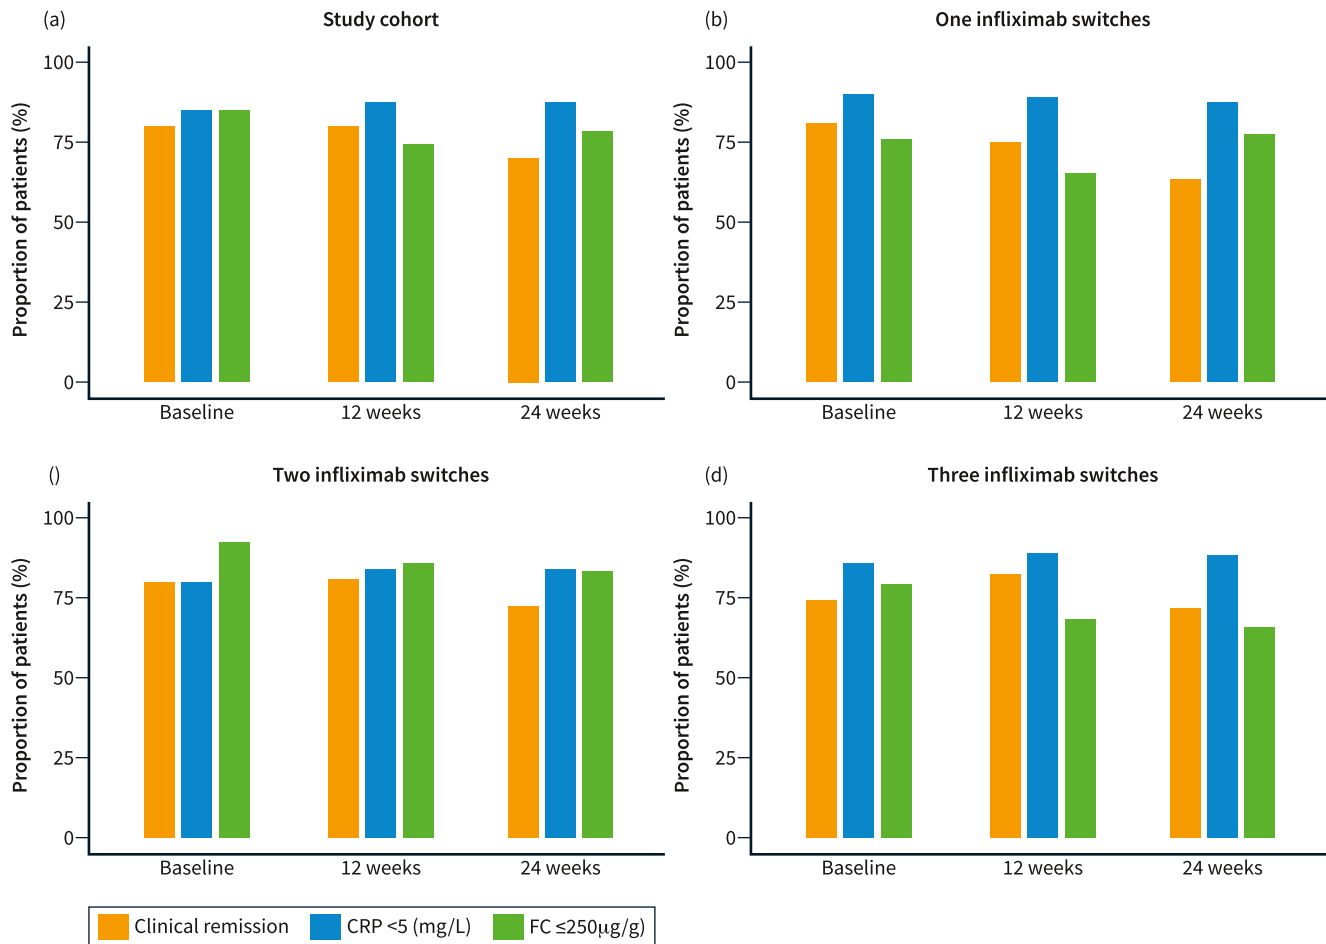 (a) Study cohort
Proportion of patients (%)
100
75
50
25
0
Baseline 12 weeks 24 weeks
(b) One infliximab switches
Proportion of patients (%)
100
75
50
25
0
Baseline 12 weeks 24 weeks
() Two infliximab switches
Proportion of patients (%)
100
75
50
25
0
Baseline 12 weeks 24 weeks
(d) Three infliximab switches
Proportion of patients (%)
100
75
50
25
0
Baseline 12 weeks 24 weeks
Clinical remission CRP <5 (mg/L) FC ≤250µg/g)